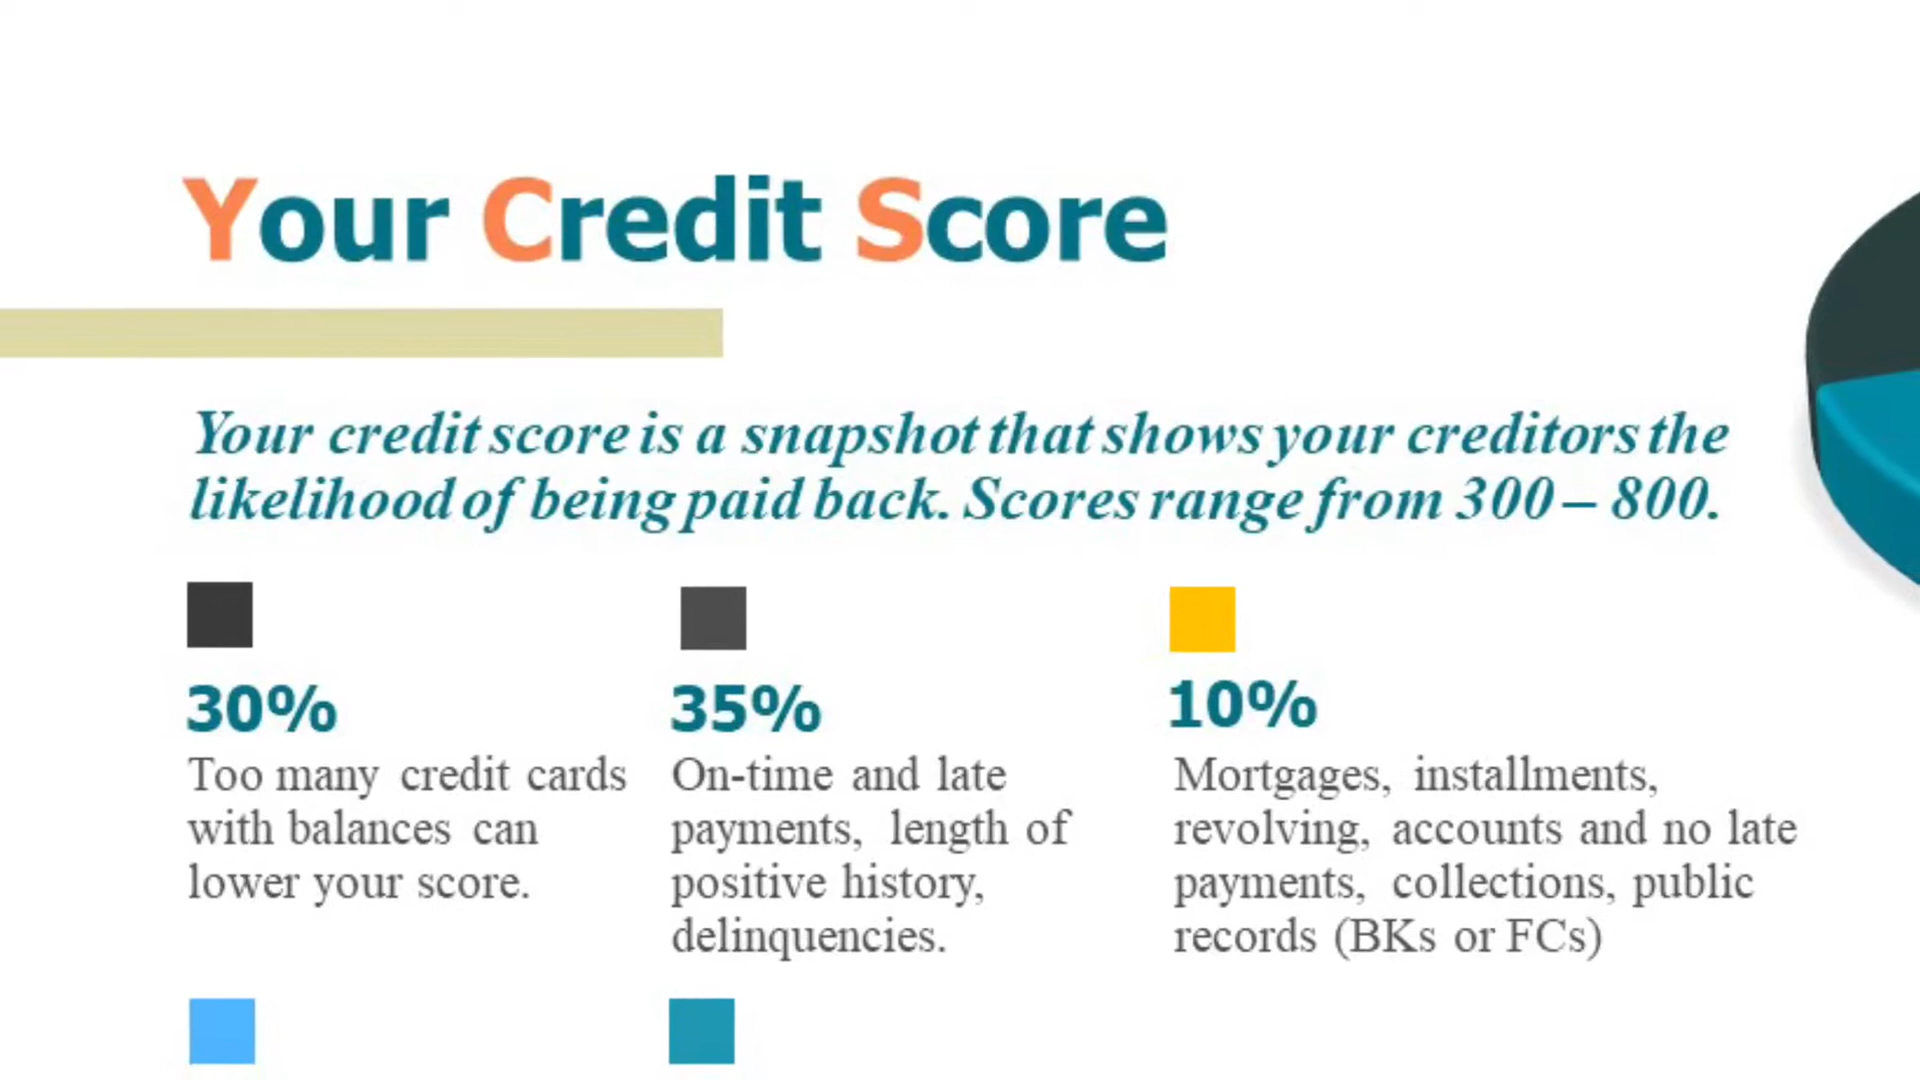 Your Credit Score
Your credit score is a snapshot that shows your creditors the
likelihood of being paid back. Scores range from 300 – 800.
30%
Too many credit cards
with balances can
lower your score.
35%
On-time and late
payments, length of
positive history,
delinquencies.
10%
Mortgages, installments,
revolving, accounts and no late
payments, collections, public
records (BKs or FCs)